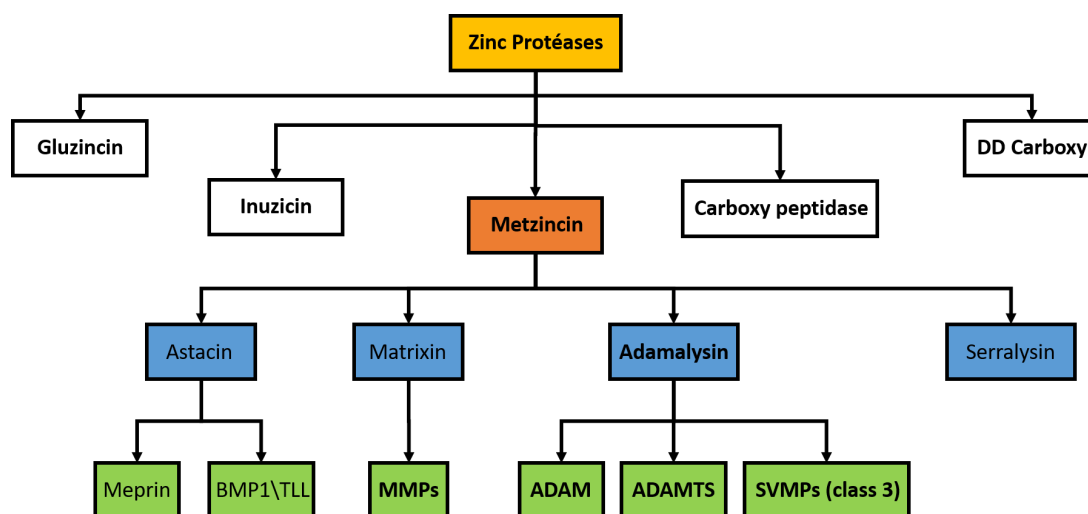 Zinc Protéases
Gluzincin
DD Carboxy
Inuzicin
Metzincin
Carboxy peptidase
Astacin
Matrixin
Adamalysin
Serralysin
Meprin
BMP1\TLL
MMPs
ADAM
ADAMTS
SVMPs (class 3)